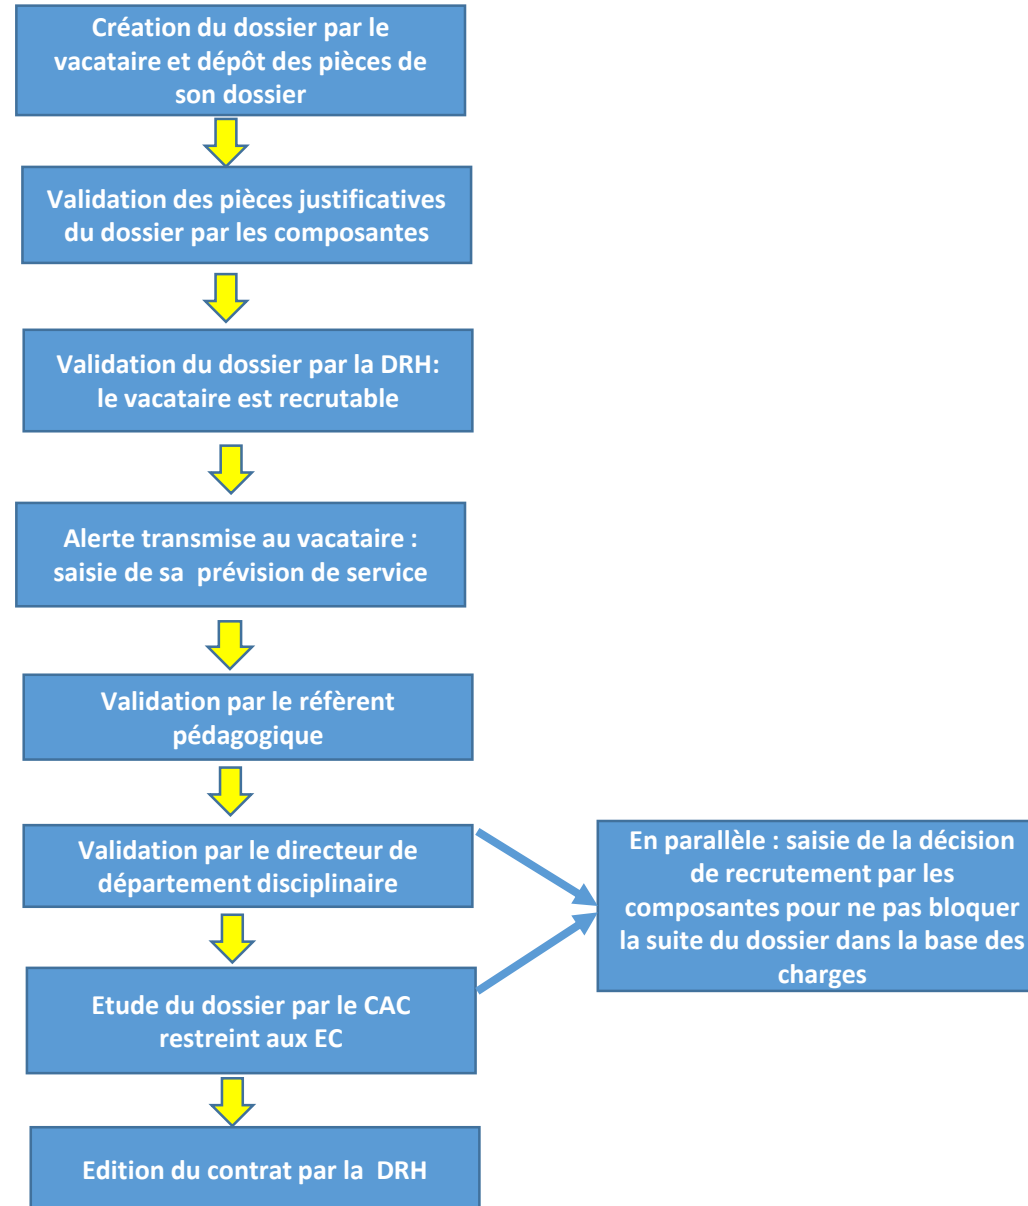 Création du dossier par le
vacataire et dépôt des pièces de
son dossier
Validation des pièces justificatives
du dossier par les composantes
Validation du dossier par la DRH:
le vacataire est recrutable
Alerte transmise au vacataire :
saisie de sa prévision de service
Validation par le réfèrent
pédagogique
Validation par le directeur de
département disciplinaire
En parallèle : saisie de la décision
de recrutement par les
composantes pour ne pas bloquer
la suite du dossier dans la base des
charges
Etude du dossier par le CAC
restreint aux EC
Edition du contrat par la DRH